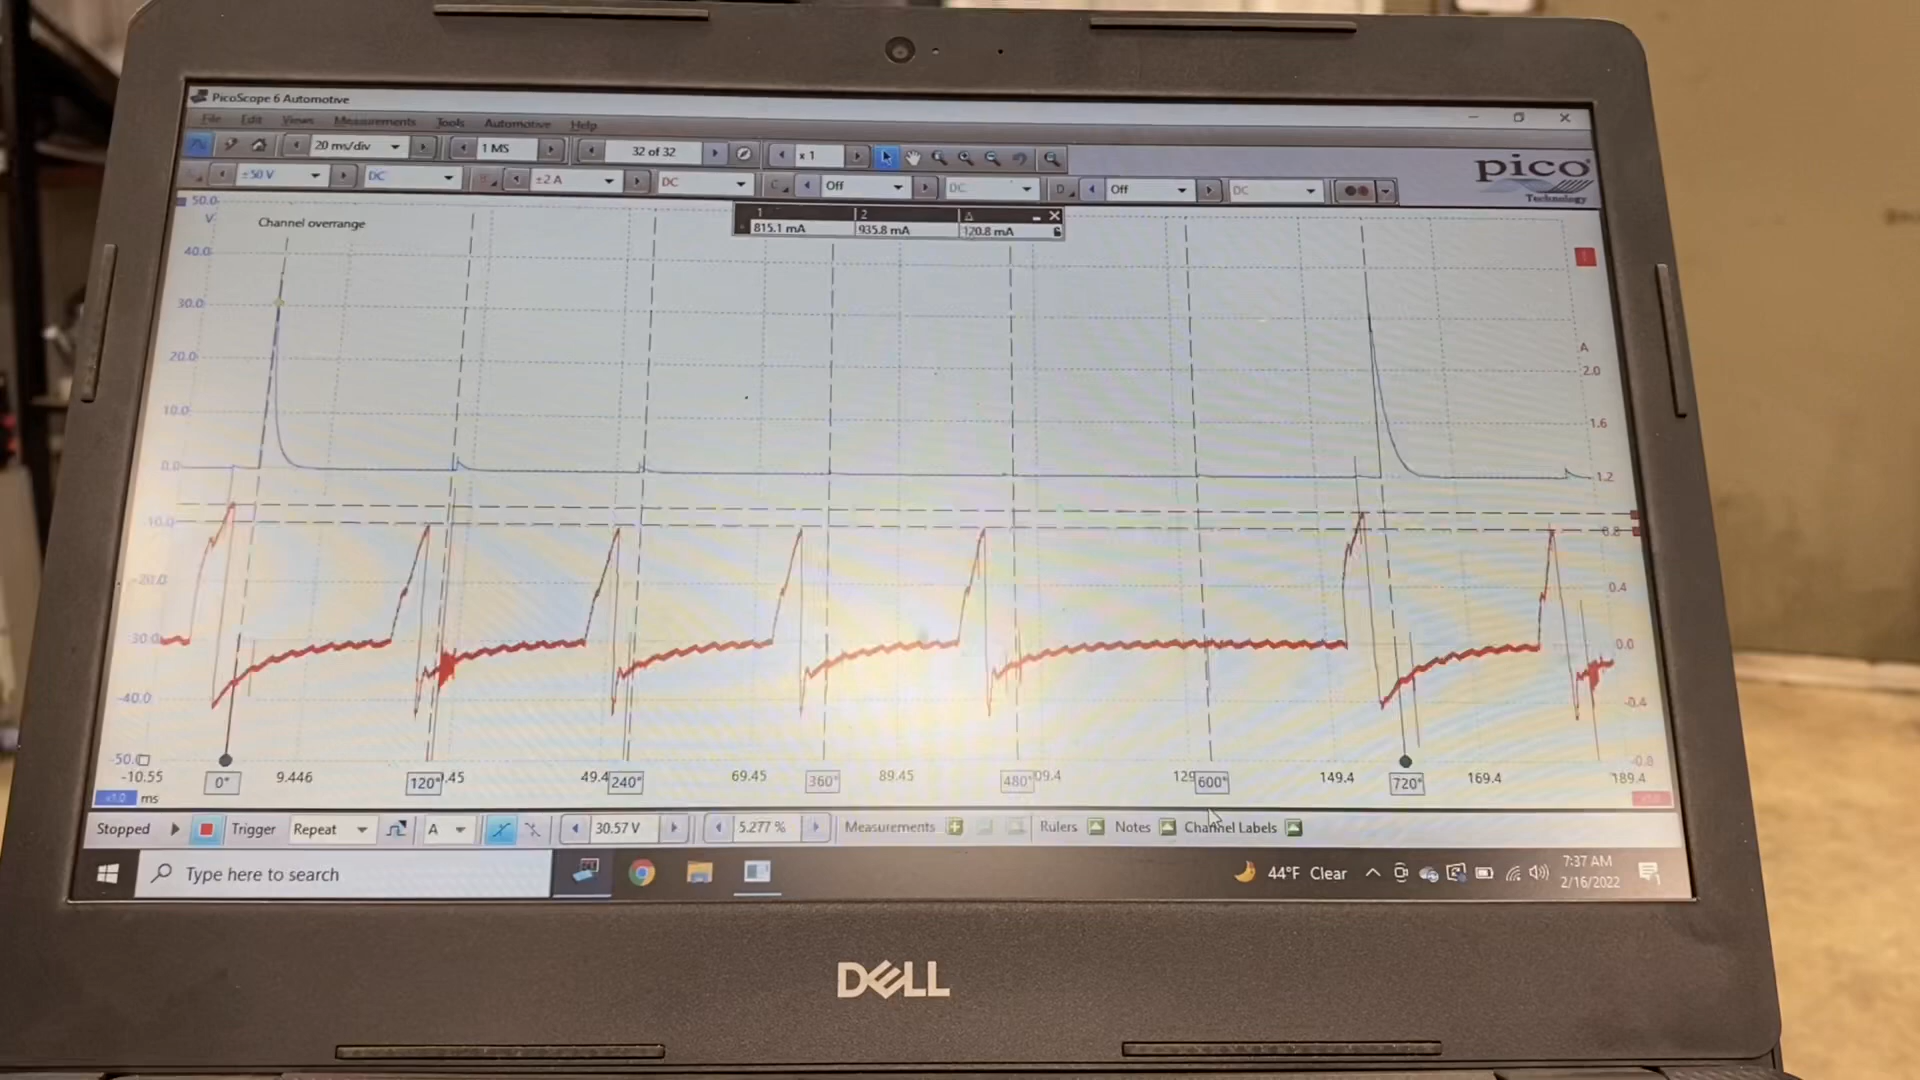 PicoScope 6 Automotive
File Edit Views Measurements Tools Automotive Help
20 ms/div 1 MS 32 of 32 x 1
±50 V DC ±2 A DC C Off DC D Off DC
pico
Technology
50.0
V
Channel overrange
1 2 Δ
815.1 mA 935.8 mA 120.8 mA
40.0
30.0
20.0
10.0
0.0
-10.0
-20.0
-30.0
-40.0
-50.0
A
2.0
1.6
1.2
0.8
0.4
0.0
-0.4
-0.8
-10.55 0° 9.446 120° 49.4 240° 69.45 360° 89.45 480° 129 600° 149.4 720° 169.4 189.4
x1.0 ms
Stopped Trigger Repeat A 30.57 V 5.277 % Measurements Rulers Notes Channel Labels
Type here to search
44°F Clear
7:37 AM
2/16/2022
DELL